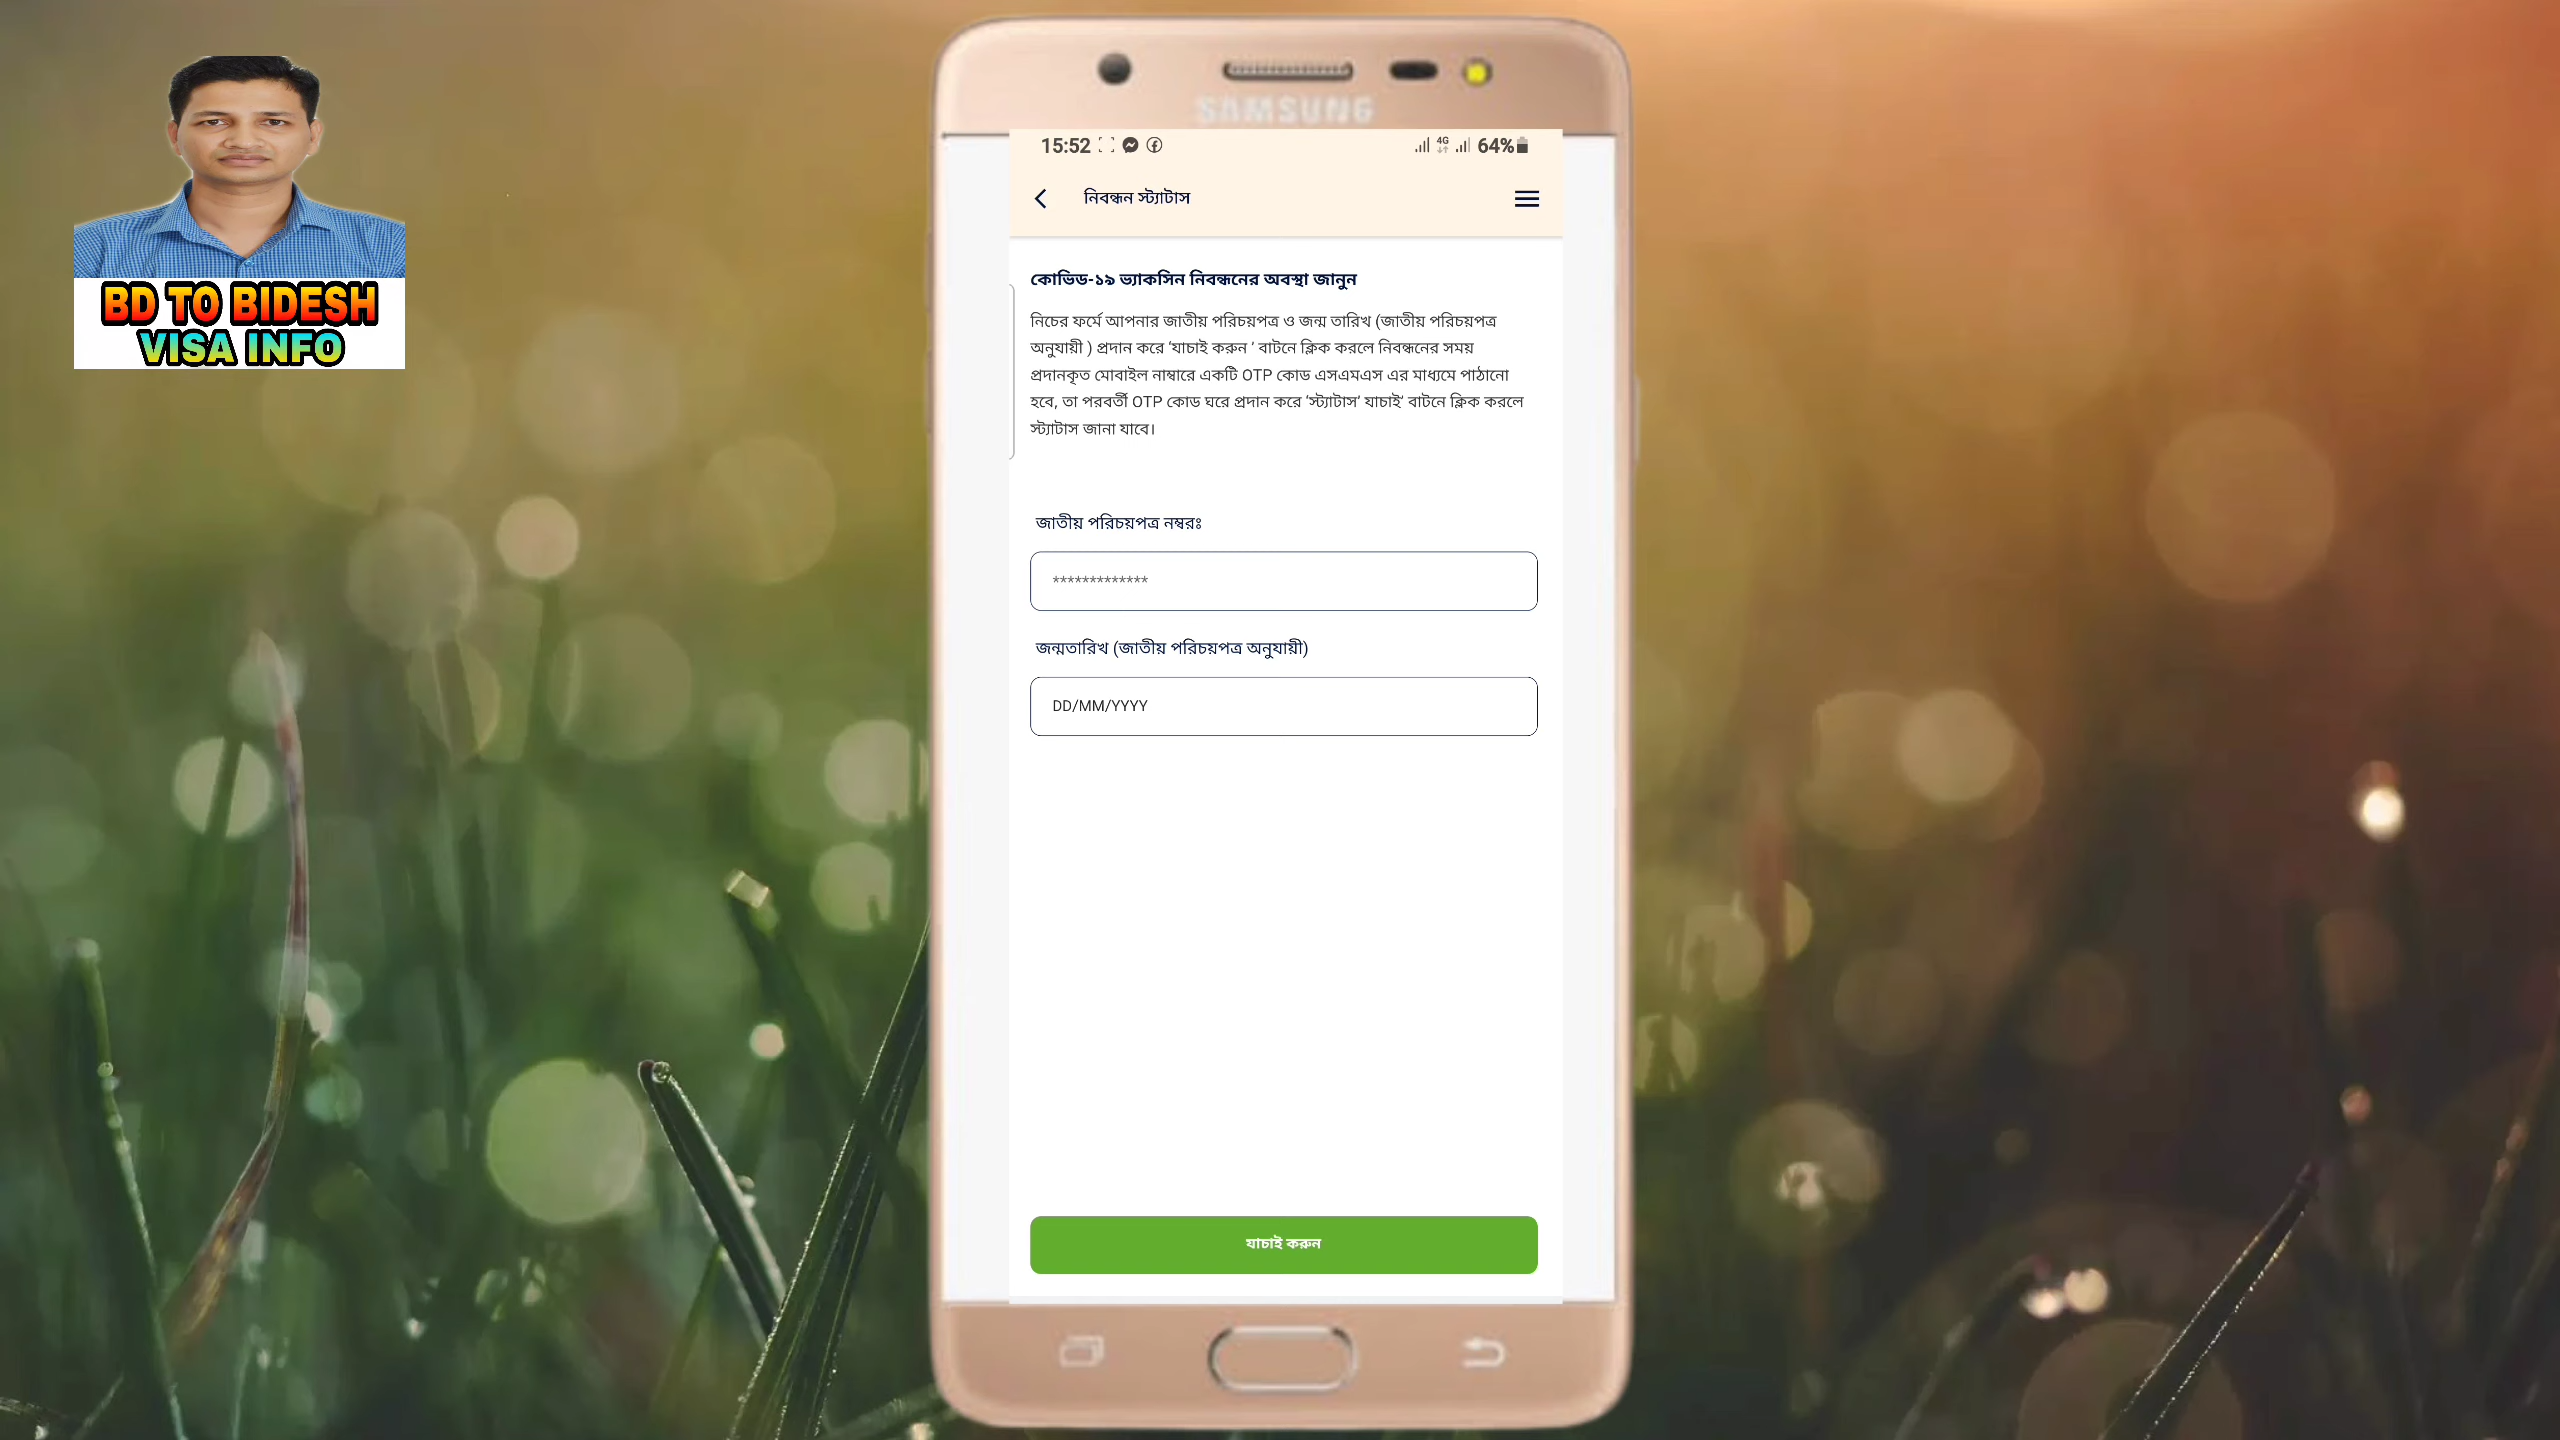 BD TO BIDESH
VISA INFO
SAMSUNG
15:52 4G 64%
নিবন্ধন স্ট্যাটাস
কোভিড-১৯ ভ্যাকসিন নিবন্ধনের অবস্থা জানুন
নিচের ফর্মে আপনার জাতীয় পরিচয়পত্র ও জন্ম তারিখ (জাতীয় পরিচয়পত্র
অনুযায়ী ) প্রদান করে ‘যাচাই করুন ’ বাটনে ক্লিক করলে নিবন্ধনের সময়
প্রদানকৃত মোবাইল নাম্বারে একটি OTP কোড এসএমএস এর মাধ্যমে পাঠানো
হবে, তা পরবর্তী OTP কোড ঘরে প্রদান করে ‘স্ট্যাটাস’ যাচাই’ বাটনে ক্লিক করলে
স্ট্যাটাস জানা যাবে।
জাতীয় পরিচয়পত্র নম্বরঃ
*************
জন্মতারিখ (জাতীয় পরিচয়পত্র অনুযায়ী)
DD/MM/YYYY
যাচাই করুন